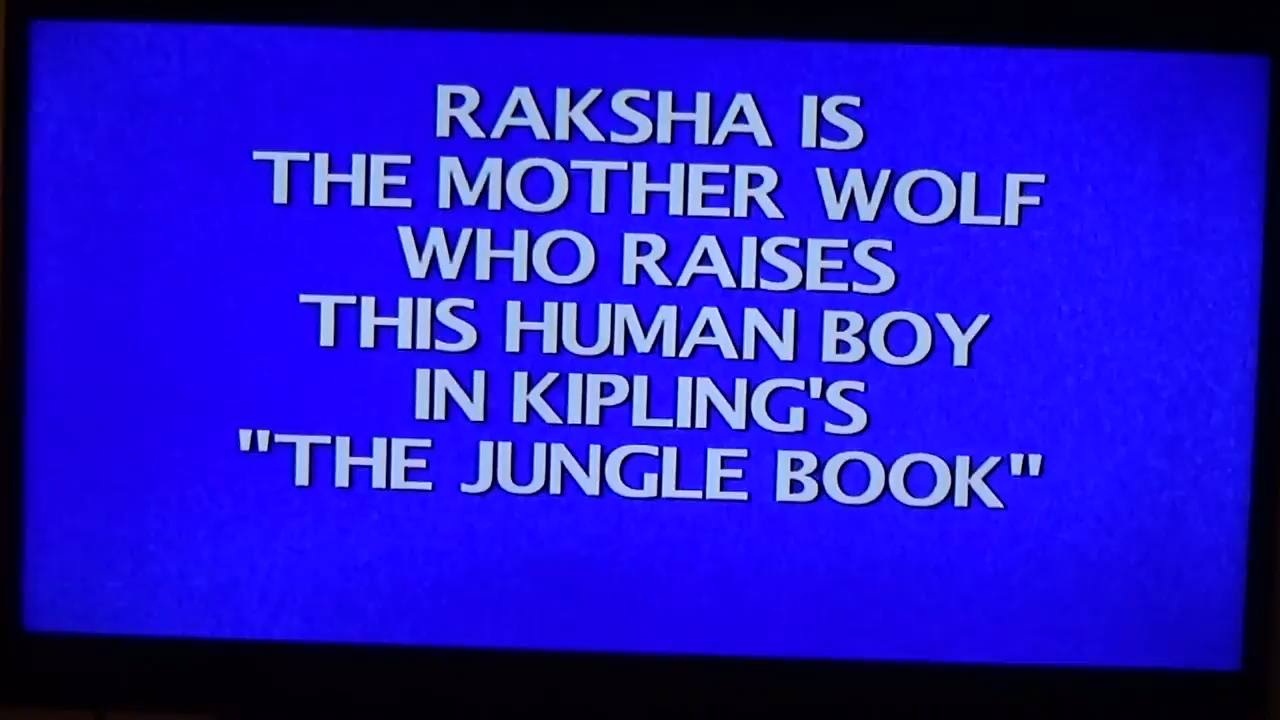 RAKSHA IS
THE MOTHER WOLF
WHO RAISES
THIS HUMAN BOY
IN KIPLING'S
"THE JUNGLE BOOK"